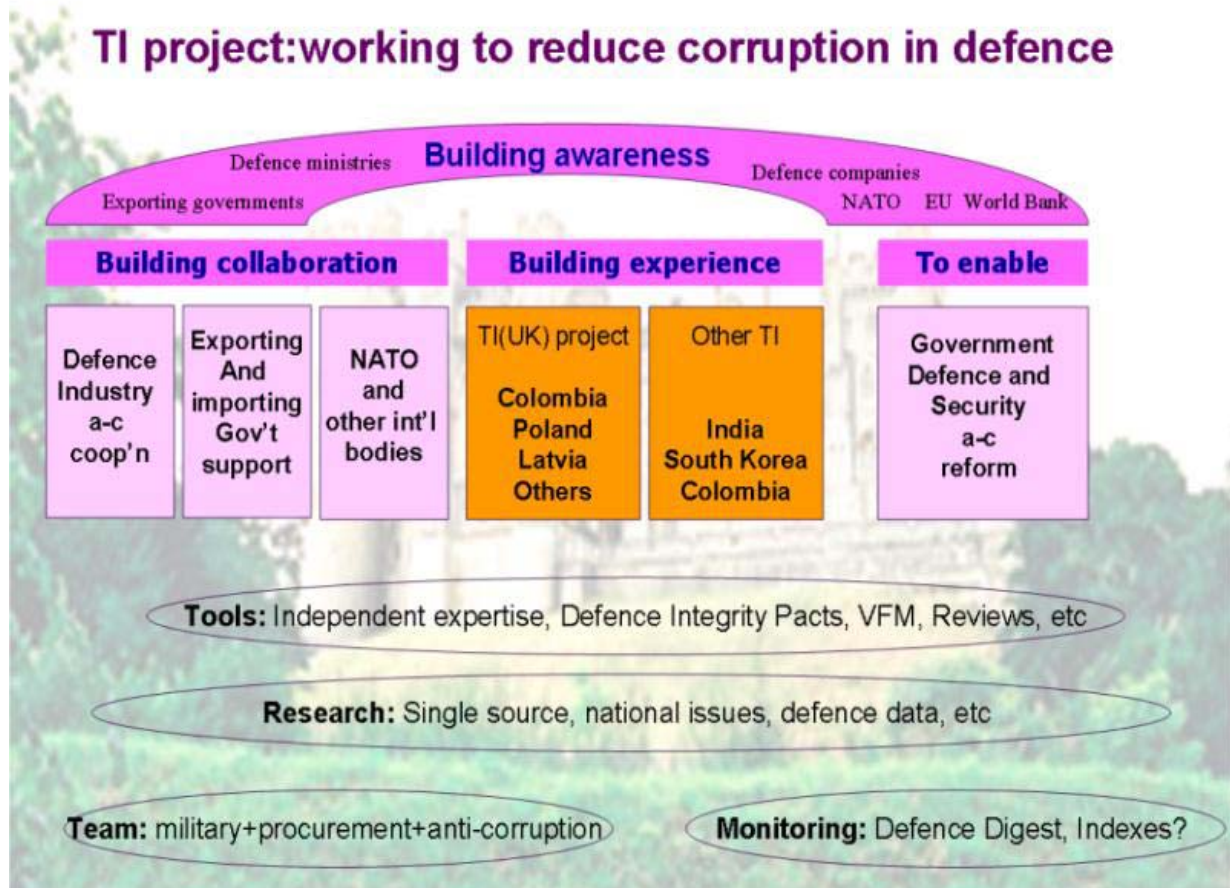 TI project:working to reduce corruption in defence
Building awareness
Defence ministries
Exporting governments
Defence companies
NATO EU World Bank
Building collaboration
Building experience
To enable
Defence
Industry
a-c
coop'n
Exporting
And
importing
Gov't
support
NATO
and
other int'l
bodies
TI(UK) project
Colombia
Poland
Latvia
Others
Other TI
India
South Korea
Colombia
Government
Defence and
Security
a-c
reform
Tools: Independent expertise, Defence Integrity Pacts, VFM, Reviews, etc
Research: Single source, national issues, defence data, etc
Team: military+procurement+anti-corruption
Monitoring: Defence Digest, Indexes?